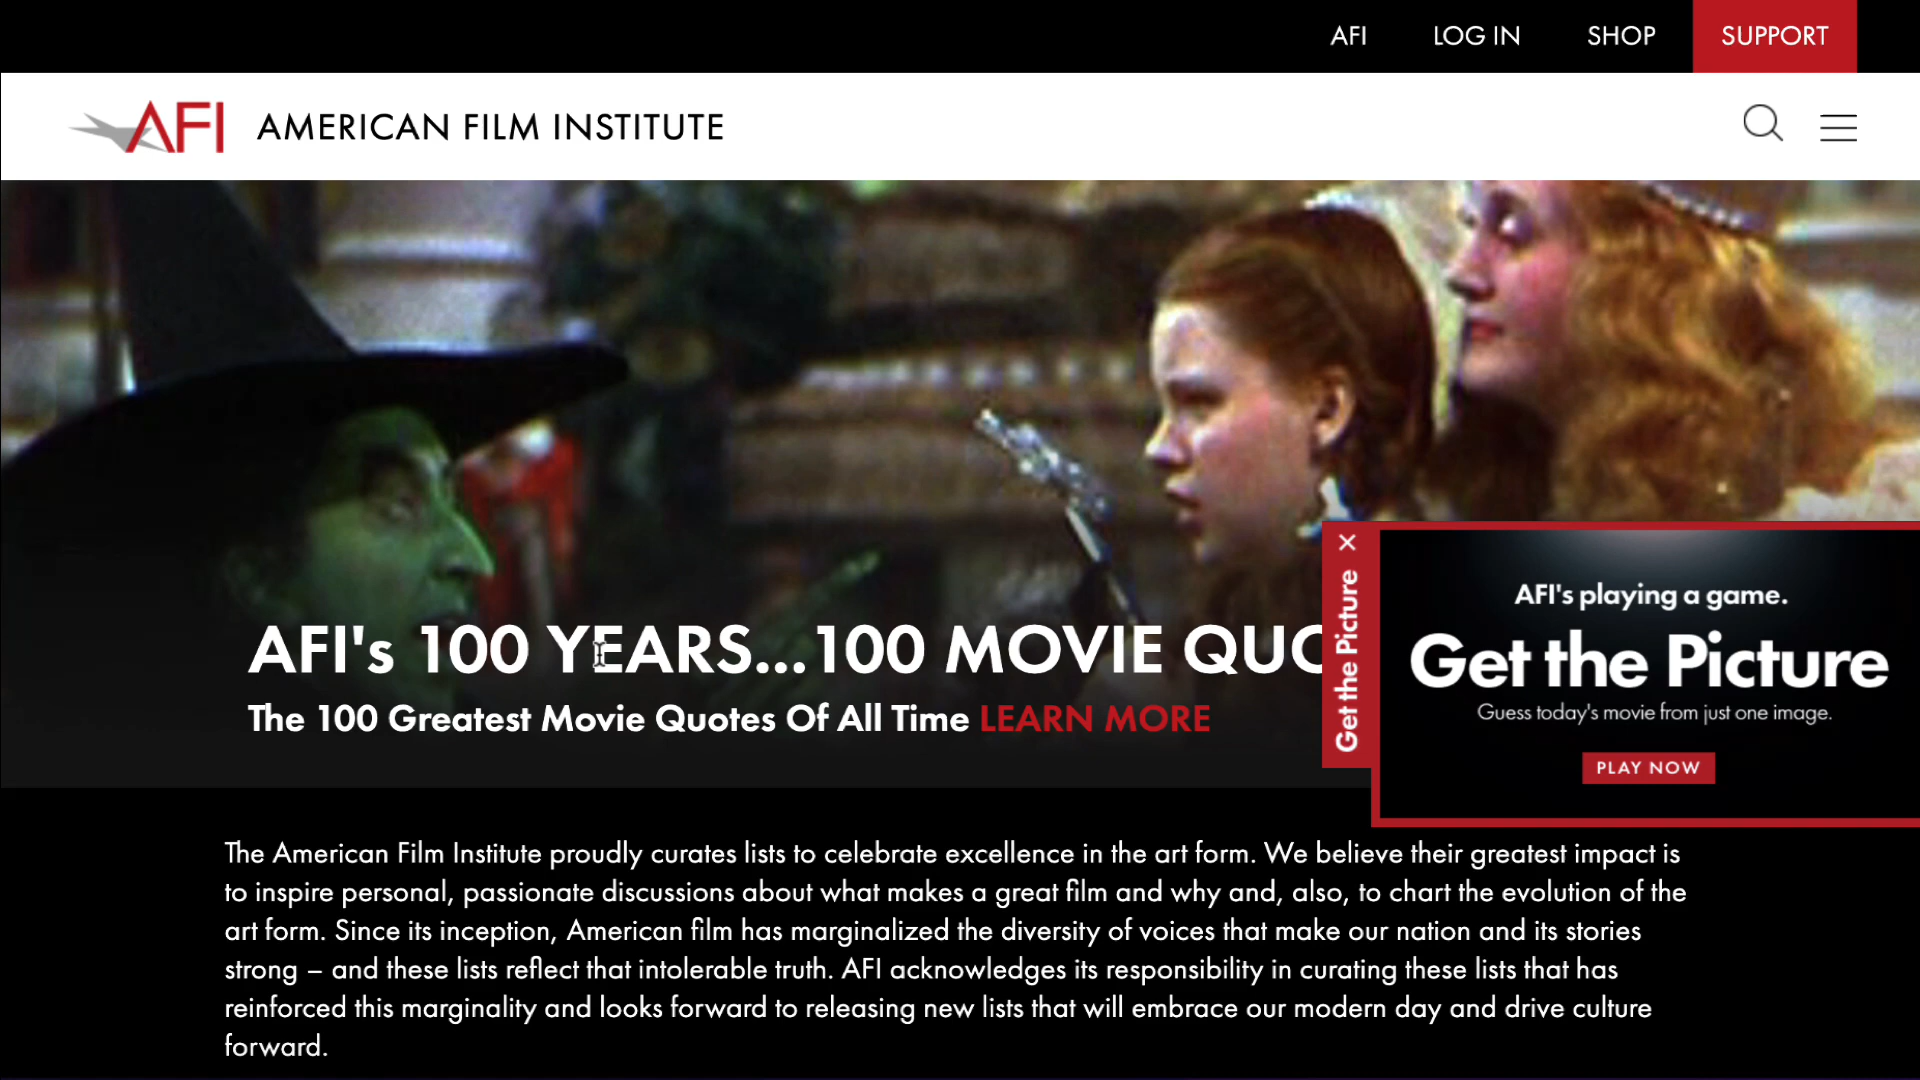 AFI
LOG IN
SHOP
SUPPORT
AFI
AMERICAN FILM INSTITUTE
AFI's 100 YEARS...100 MOVIE QUO
The 100 Greatest Movie Quotes Of All Time LEARN MORE
Get the Picture
AFI's playing a game.
Get the Picture
Guess today's movie from just one image.
PLAY NOW
The American Film Institute proudly curates lists to celebrate excellence in the art form. We believe their greatest impact is
to inspire personal, passionate discussions about what makes a great film and why and, also, to chart the evolution of the
art form. Since its inception, American film has marginalized the diversity of voices that make our nation and its stories
strong – and these lists reflect that intolerable truth. AFI acknowledges its responsibility in curating these lists that has
reinforced this marginality and looks forward to releasing new lists that will embrace our modern day and drive culture
forward.